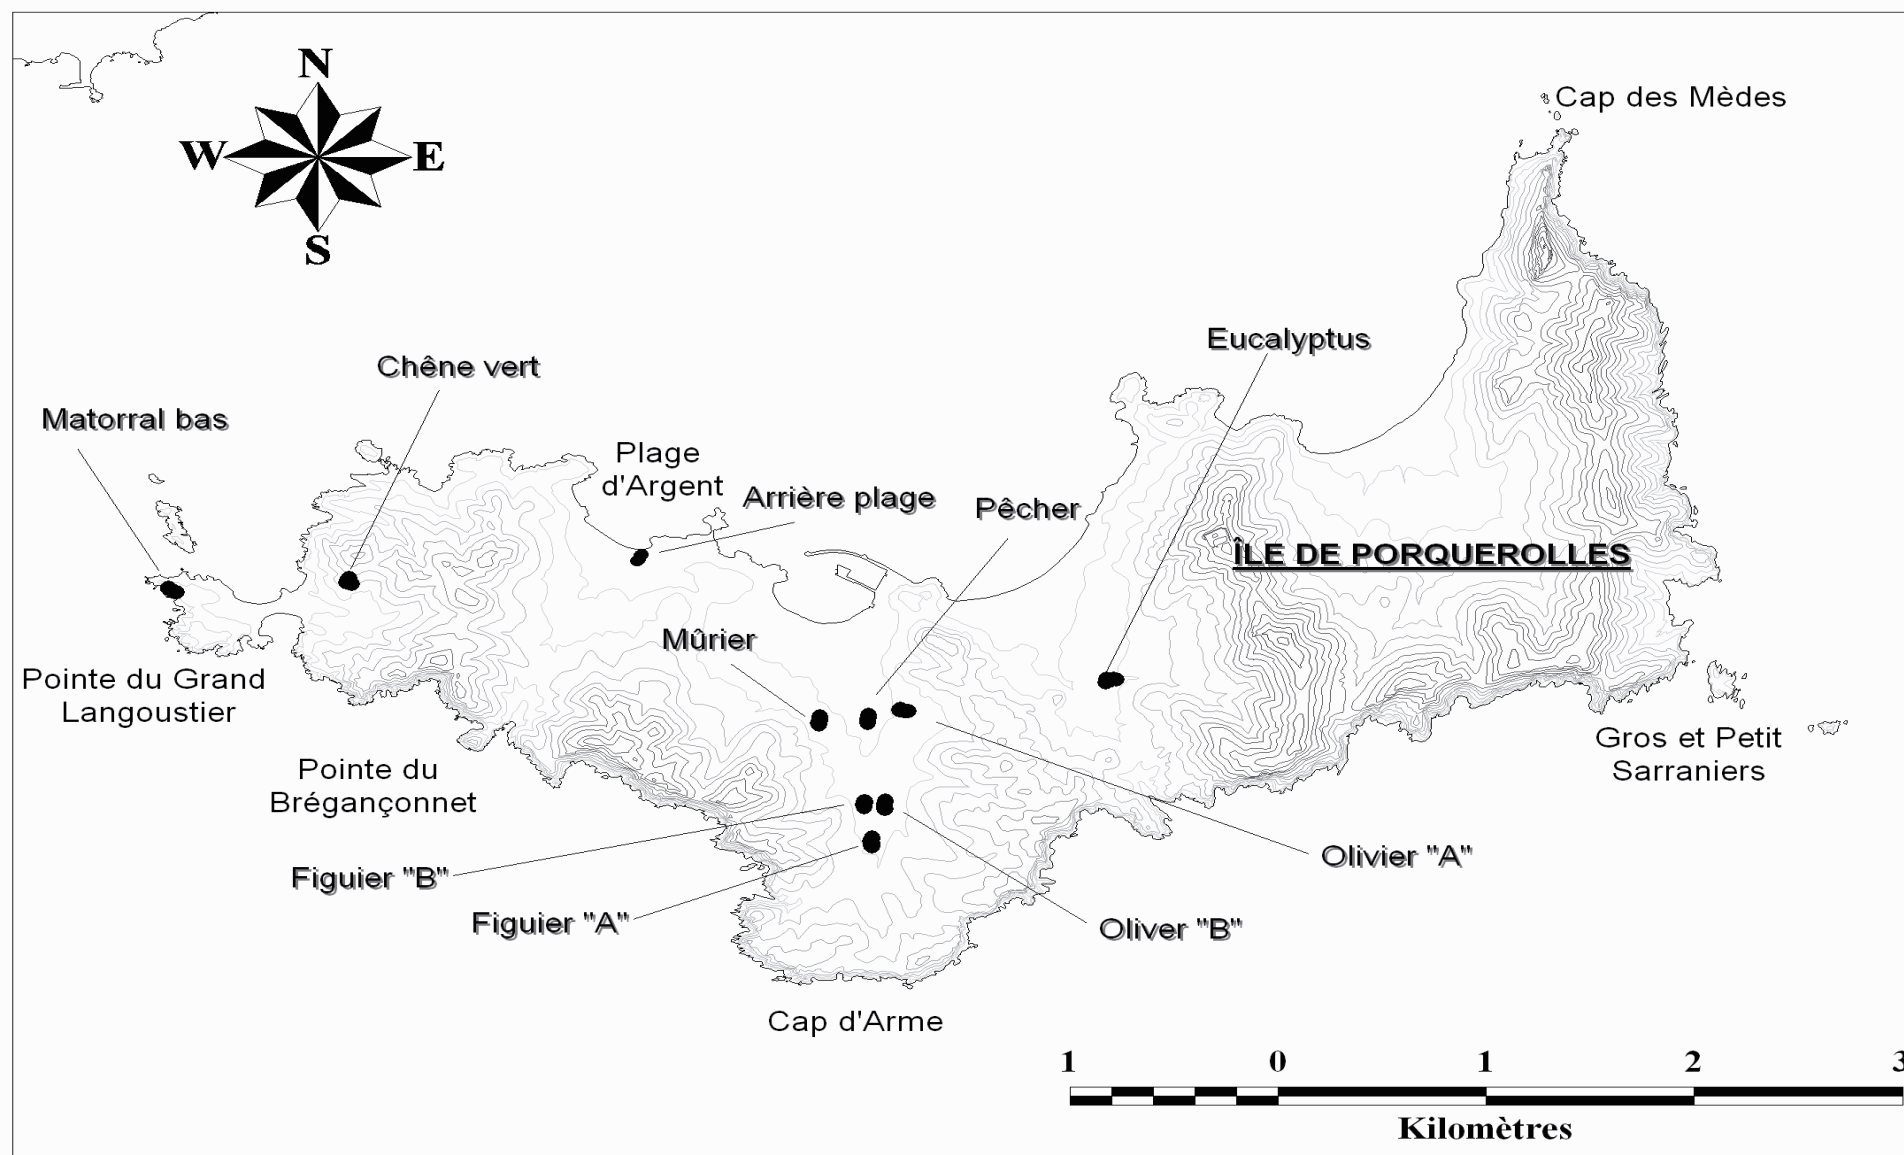 N
Cap des Mèdes
W
E
S
Eucalyptus
Chêne vert
Matorral bas
Plage
d'Argent
Arrière plage
Pêcher
ÎLE DE PORQUEROLLES
Mûrier
Pointe du Grand
Langoustier
Gros et Petit
Sarraniers
Pointe du
Brégançonnet
Olivier "A"
Figuier "B"
Figuier "A"
Oliver "B"
Cap d'Arme
1 0 1 2 3
Kilomètres